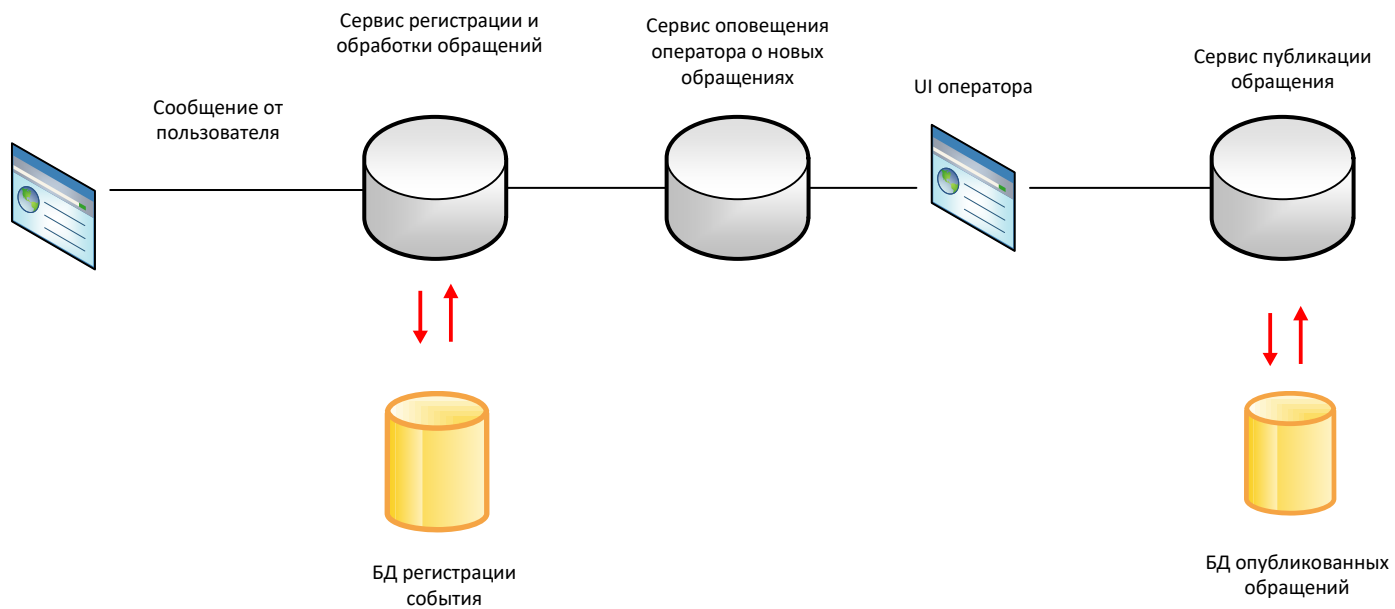 Сервис регистрации и
обработки обращений
Сервис оповещения
оператора о новых
обращениях
Сервис публикации
обращения
UI оператора
Сообщение от
пользователя
БД регистрации
события
БД опубликованных
обращений